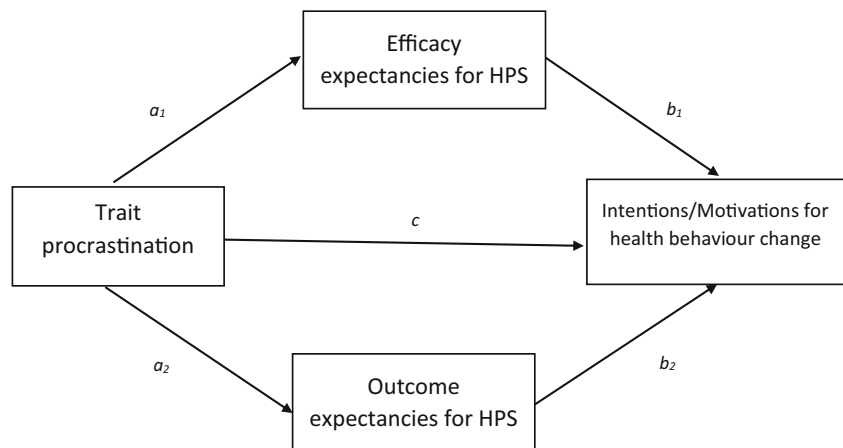 Efficacy
expectancies for HPS
a₁
b₁
Trait
procrastination
c
Intentions/Motivations for
health behaviour change
a₂
b₂
Outcome
expectancies for HPS